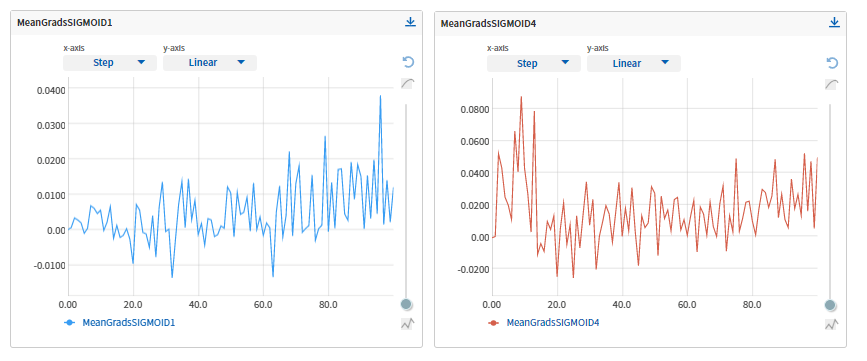 MeanGradsSIGMOID1
x-axis y-axis
Step Linear
0.0400
0.0300
0.0200
0.0100
0.00
-0.0100
0.00 20.0 40.0 60.0 80.0
MeanGradsSIGMOID1
MeanGradsSIGMOID4
x-axis y-axis
Step Linear
0.0800
0.0600
0.0400
0.0200
0.00
-0.0200
0.00 20.0 40.0 60.0 80.0
MeanGradsSIGMOID4